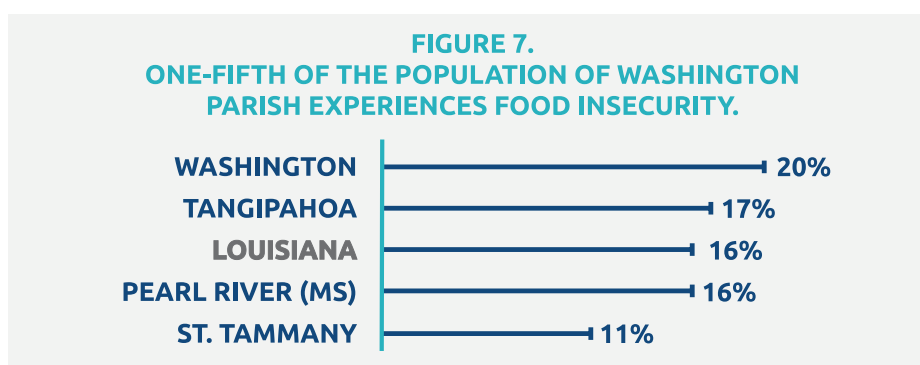 FIGURE 7.
ONE-FIFTH OF THE POPULATION OF WASHINGTON
PARISH EXPERIENCES FOOD INSECURITY.
WASHINGTON 20%
TANGIPAHOA 17%
LOUISIANA 16%
PEARL RIVER (MS) 16%
ST. TAMMANY 11%